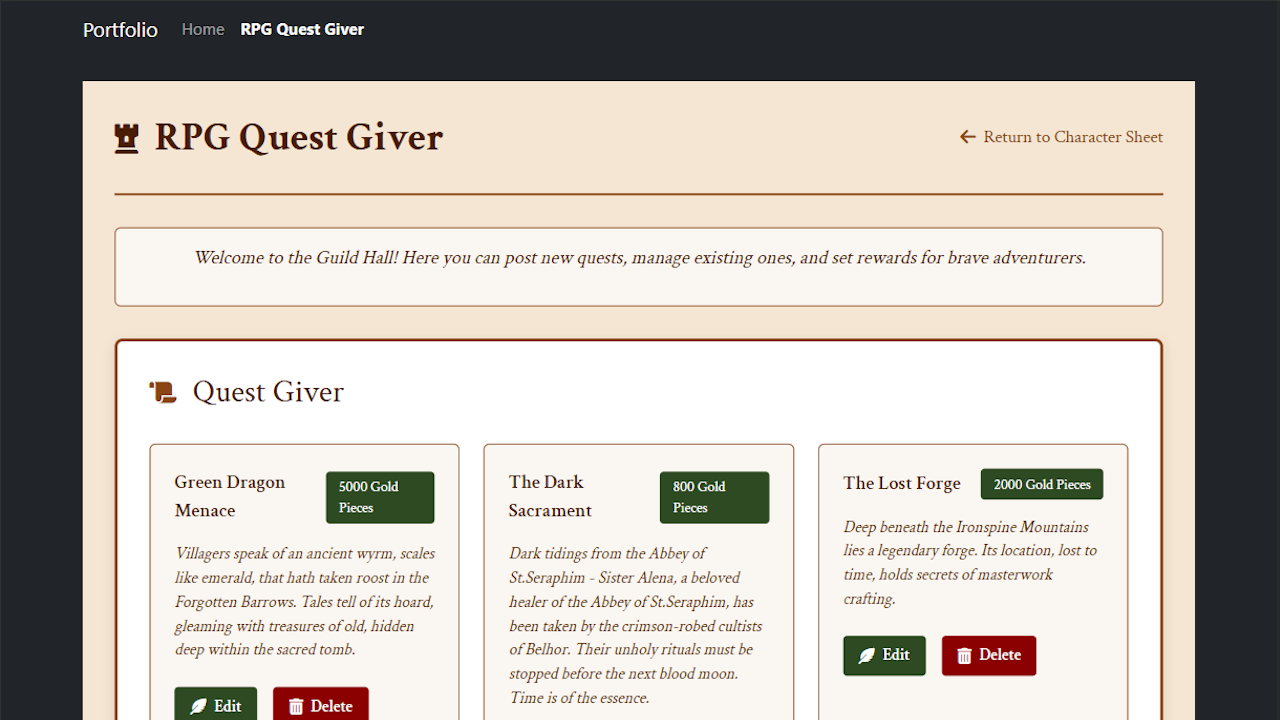 Portfolio Home RPG Quest Giver
RPG Quest Giver
Return to Character Sheet
Welcome to the Guild Hall! Here you can post new quests, manage existing ones, and set rewards for brave adventurers.
Quest Giver
Green Dragon
Menace
5000 Gold
Pieces
Villagers speak of an ancient wyrm, scales
like emerald, that hath taken roost in the
Forgotten Barrows. Tales tell of its hoard,
gleaming with treasures of old, hidden
deep within the sacred tomb.
Edit Delete
The Dark
Sacrament
800 Gold
Pieces
Dark tidings from the Abbey of
St.Seraphim - Sister Alena, a beloved
healer of the Abbey of St.Seraphim, has
been taken by the crimson-robed cultists
of Belhor. Their unholy rituals must be
stopped before the next blood moon.
Time is of the essence.
The Lost Forge
2000 Gold Pieces
Deep beneath the Ironspine Mountains
lies a legendary forge. Its location, lost to
time, holds secrets of masterwork
crafting.
Edit Delete